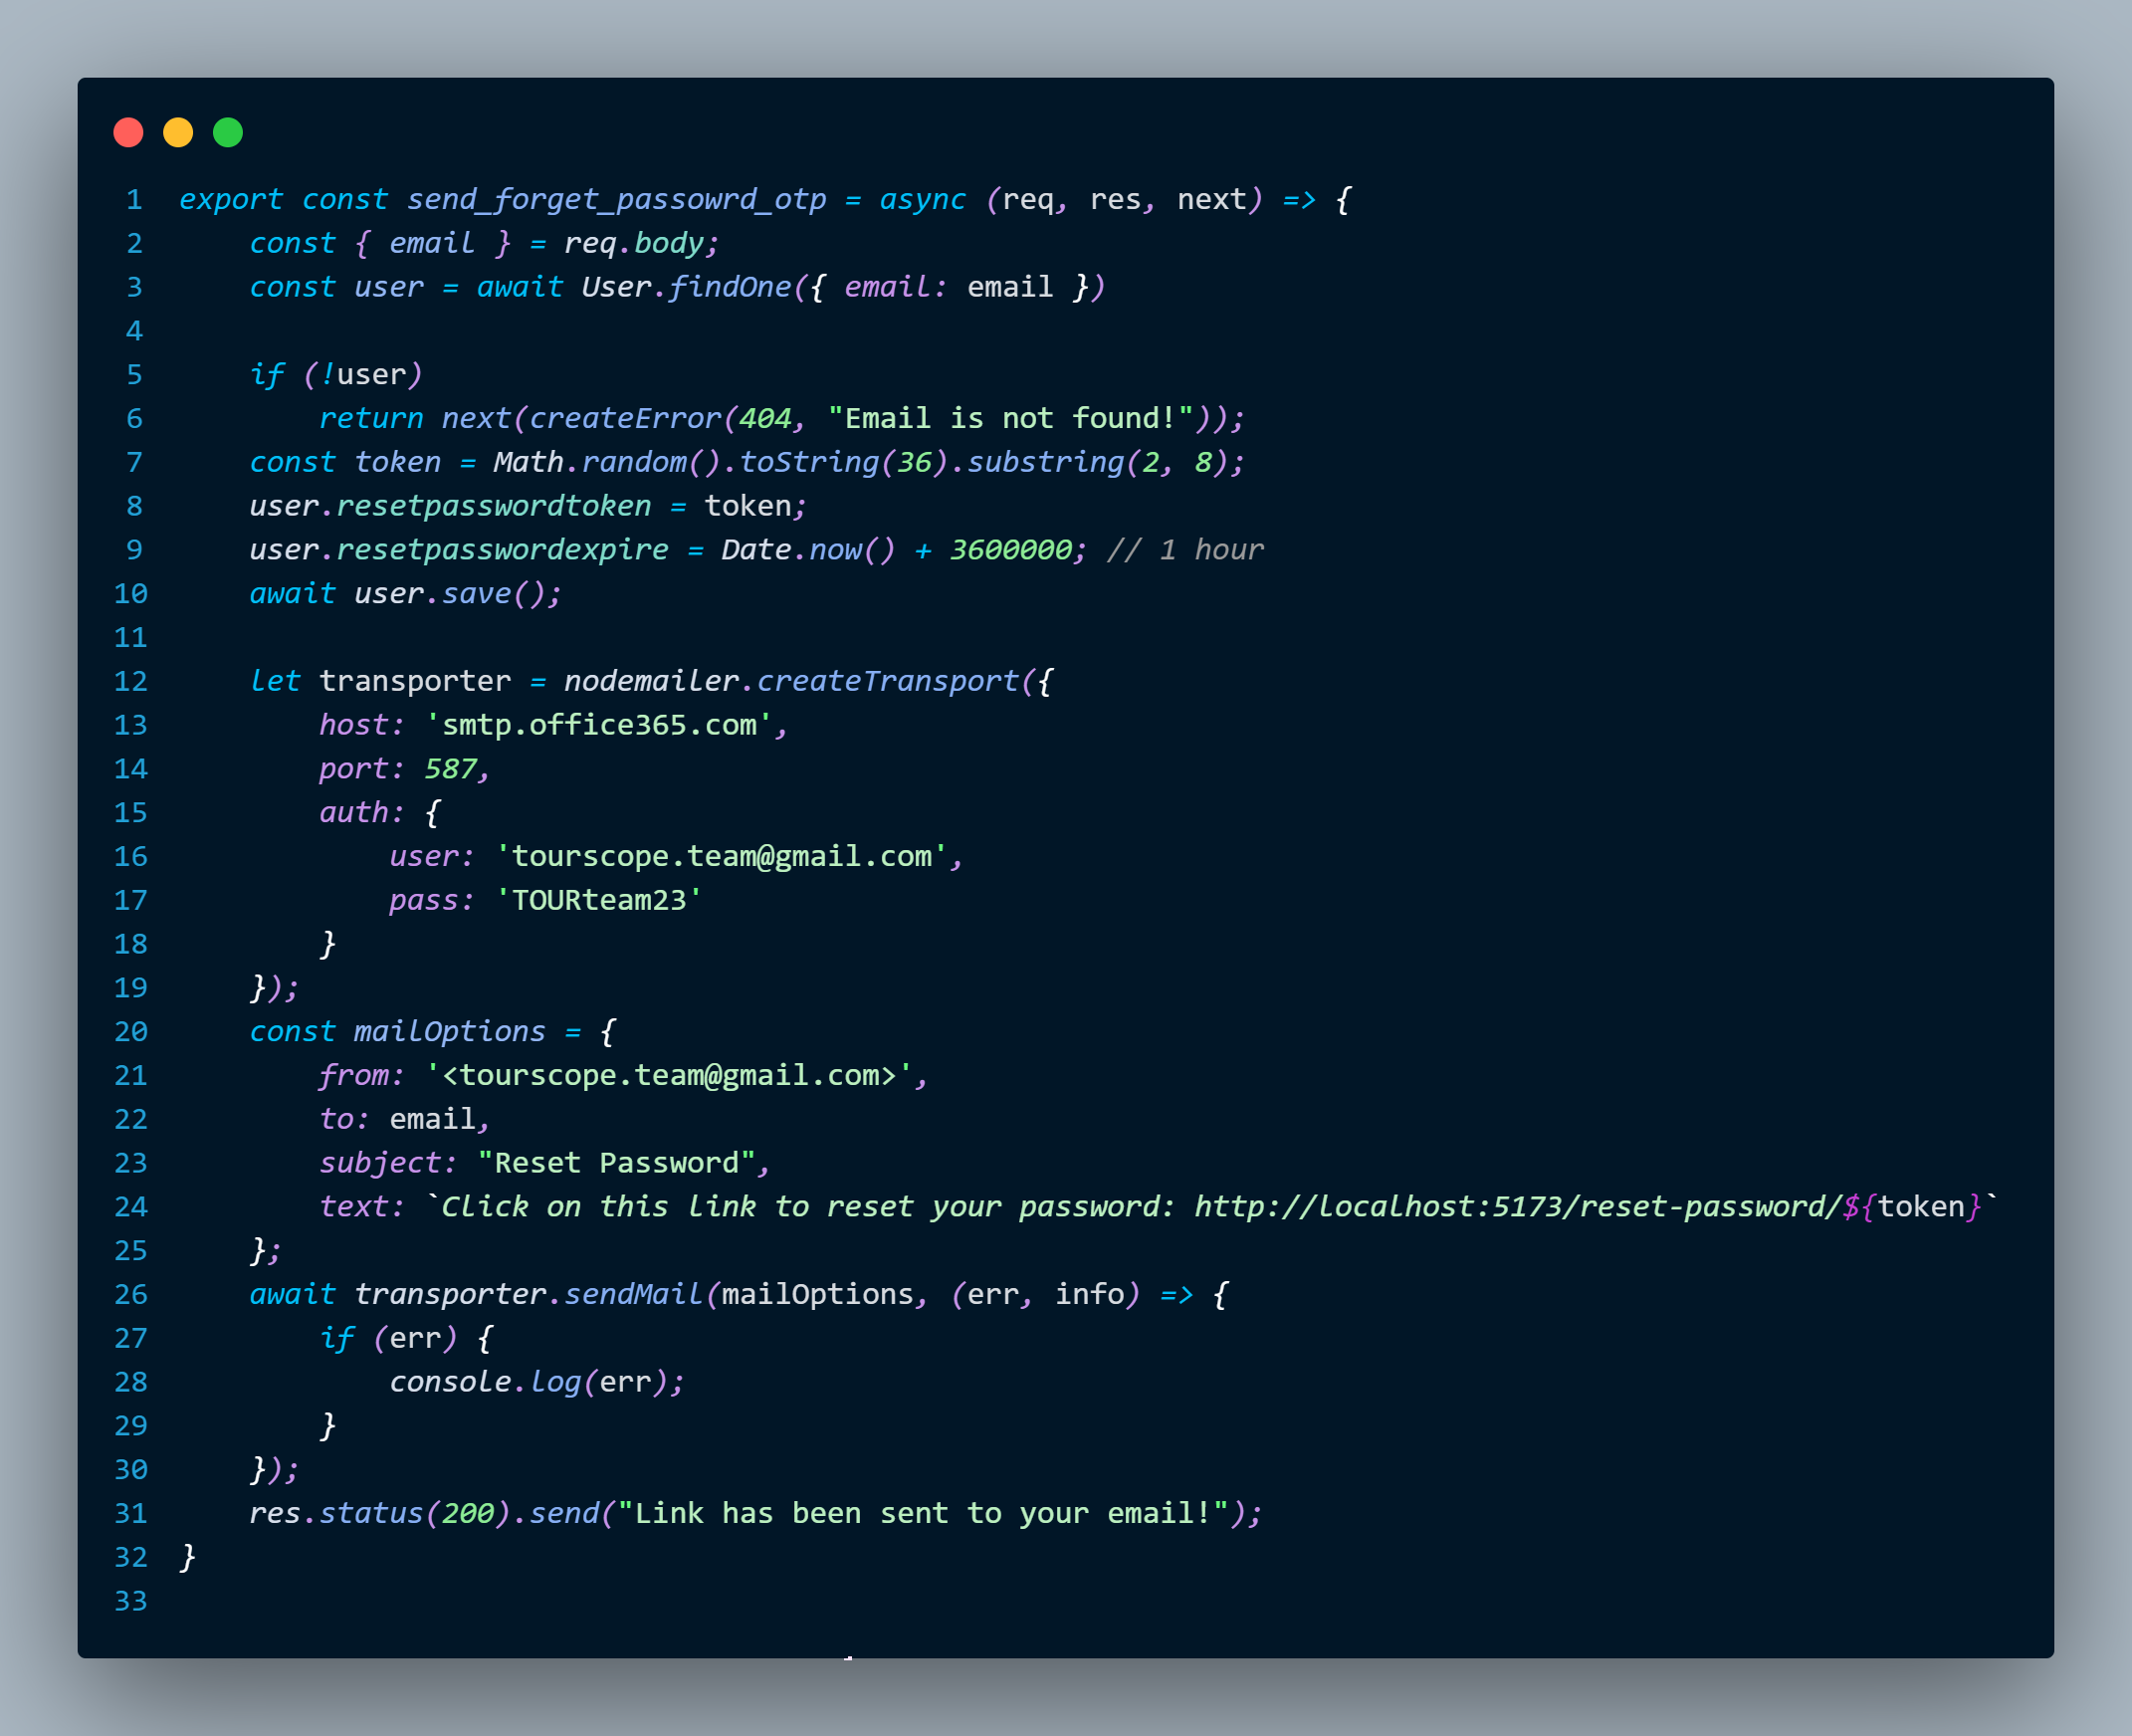 1 export const send_forget_passowrd_otp = async (req, res, next) => {
2     const { email } = req.body;
3     const user = await User.findOne({ email: email })
4
5     if (!user)
6         return next(createError(404, "Email is not found!"));
7     const token = Math.random().toString(36).substring(2, 8);
8     user.resetpasswordtoken = token;
9     user.resetpasswordexpire = Date.now() + 3600000; // 1 hour
10     await user.save();
11
12     let transporter = nodemailer.createTransport({
13         host: 'smtp.office365.com',
14         port: 587,
15         auth: {
16             user: 'tourscope.team@gmail.com',
17             pass: 'TOURteam23'
18         }
19     });
20     const mailOptions = {
21         from: '<tourscope.team@gmail.com>',
22         to: email,
23         subject: "Reset Password",
24         text: `Click on this link to reset your password: http://localhost:5173/reset-password/${token}`
25     };
26     await transporter.sendMail(mailOptions, (err, info) => {
27         if (err) {
28             console.log(err);
29         }
30     });
31     res.status(200).send("Link has been sent to your email!");
32 }
33